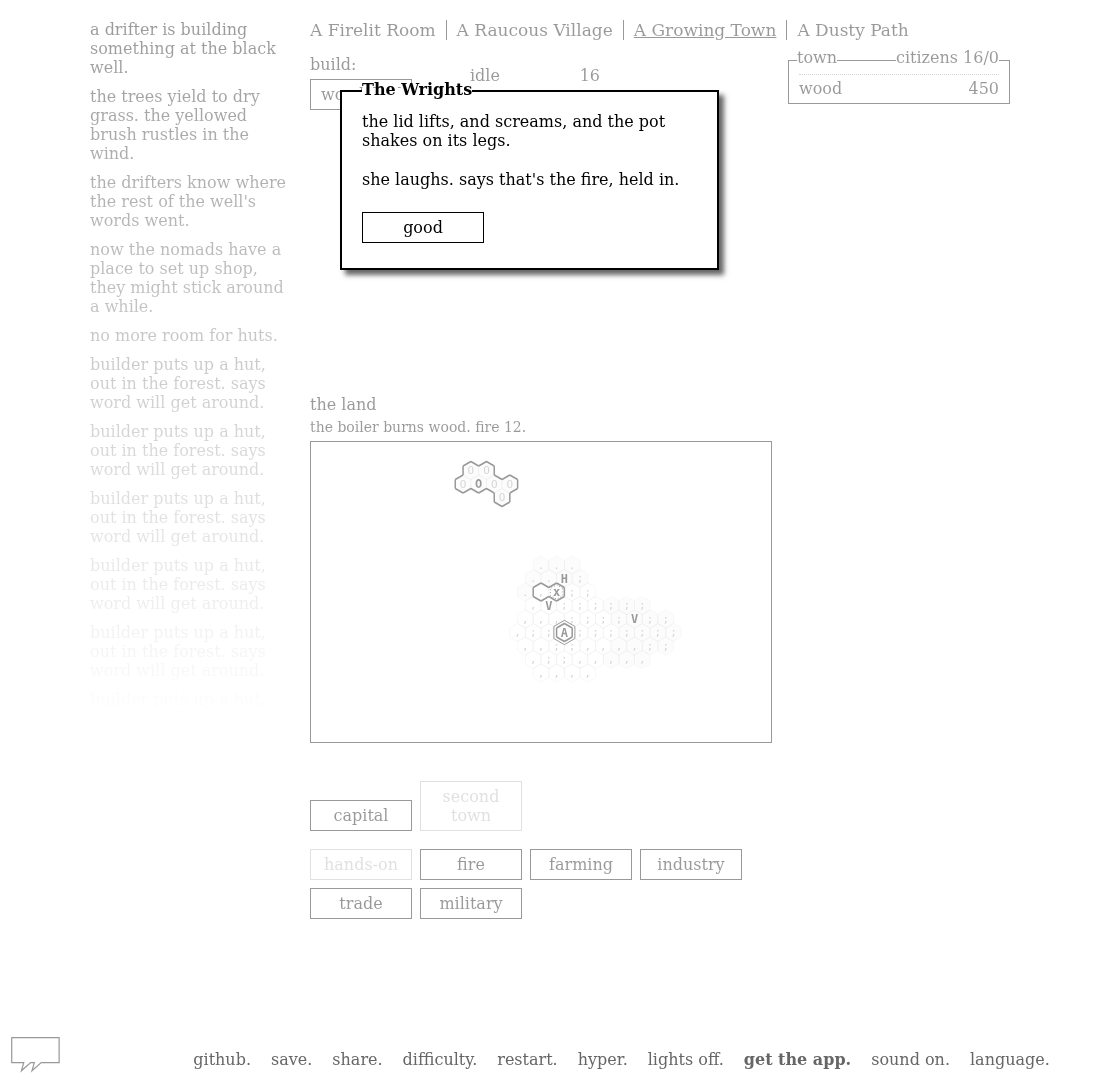 a drifter is building
something at the black
well.
the trees yield to dry
grass. the yellowed
brush rustles in the
wind.
the drifters know where
the rest of the well's
words went.
now the nomads have a
place to set up shop,
they might stick around
a while.
no more room for huts.
builder puts up a hut,
out in the forest. says
word will get around.
builder puts up a hut,
out in the forest. says
word will get around.
builder puts up a hut,
out in the forest. says
word will get around.
builder puts up a hut,
out in the forest. says
word will get around.
builder puts up a hut,
out in the forest. says
word will get around.
builder puts up a hut,
A Firelit Room
A Raucous Village
A Growing Town
A Dusty Path
build:
idle 16
town citizens 16/0
wood 450
The Wrights
the lid lifts, and screams, and the pot
shakes on its legs.
she laughs. says that's the fire, held in.
good
the land
the boiler burns wood. fire 12.
H
x
V
V
A
capital
second
town
hands-on
fire
farming
industry
trade
military
github. save. share. difficulty. restart. hyper. lights off. get the app. sound on. language.